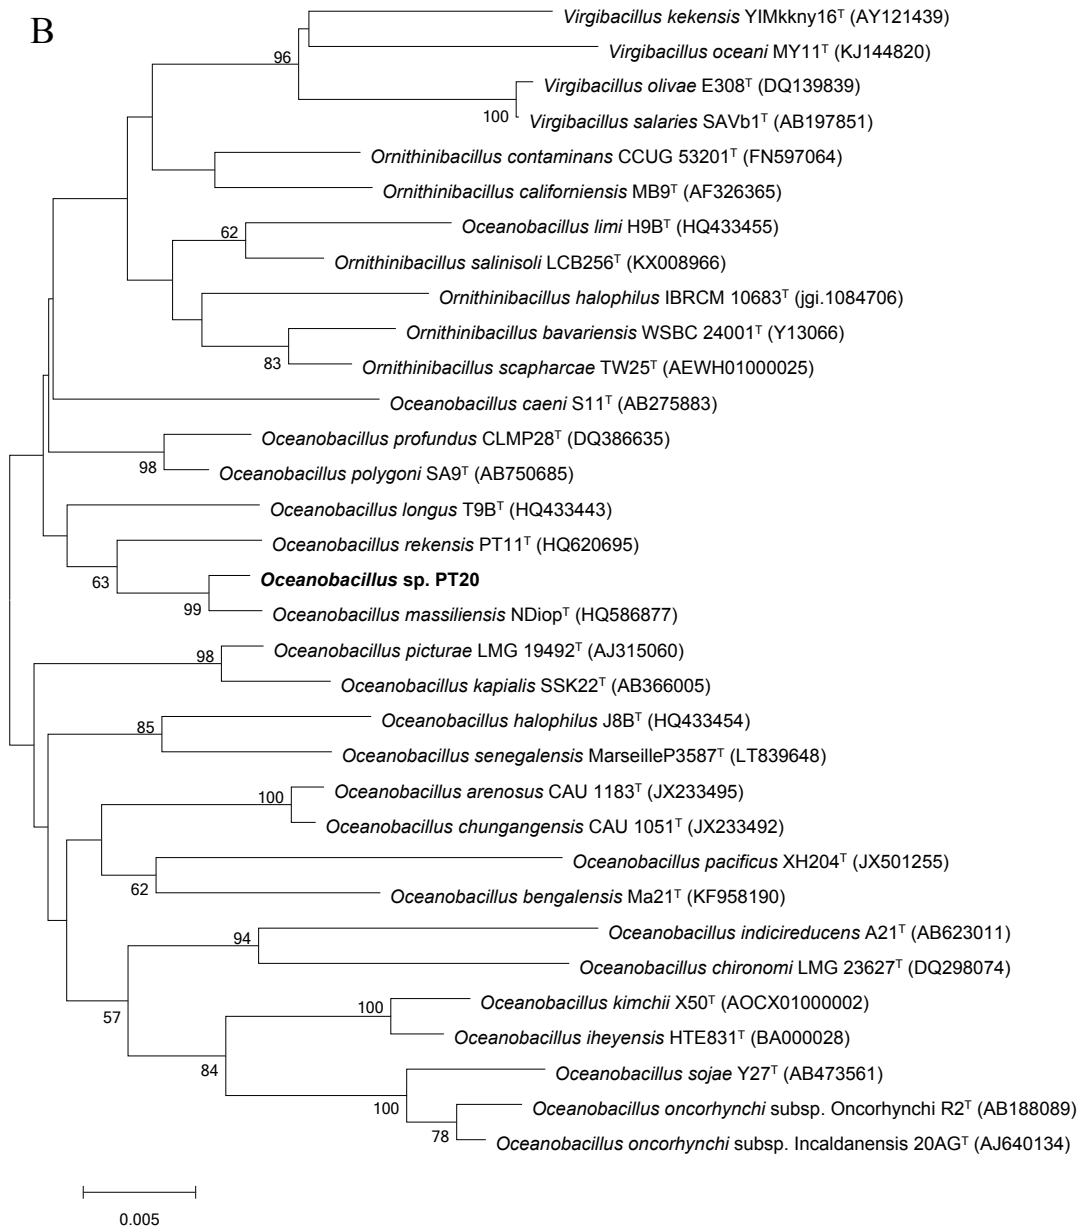 B
Virgibacillus kekensis YIMkkny16ᵀ (AY121439)
96
Virgibacillus oceani MY11ᵀ (KJ144820)
Virgibacillus olivae E308ᵀ (DQ139839)
100
Virgibacillus salaries SAVb1ᵀ (AB197851)
Ornithinibacillus contaminans CCUG 53201ᵀ (FN597064)
Ornithinibacillus californiensis MB9ᵀ (AF326365)
Oceanobacillus limi H9Bᵀ (HQ433455)
62
Ornithinibacillus salinisoli LCB256ᵀ (KX008966)
Ornithinibacillus halophilus IBRCM 10683ᵀ (jgi.1084706)
Ornithinibacillus bavariensis WSBC 24001ᵀ (Y13066)
83
Ornithinibacillus scapharcae TW25ᵀ (AEWH01000025)
Oceanobacillus caeni S11ᵀ (AB275883)
Oceanobacillus profundus CLMP28ᵀ (DQ386635)
98
Oceanobacillus polygoni SA9ᵀ (AB750685)
Oceanobacillus longus T9Bᵀ (HQ433443)
Oceanobacillus rekensis PT11ᵀ (HQ620695)
63
Oceanobacillus sp. PT20
99
Oceanobacillus massiliensis NDiopᵀ (HQ586877)
Oceanobacillus picturae LMG 19492ᵀ (AJ315060)
98
Oceanobacillus kapialis SSK22ᵀ (AB366005)
Oceanobacillus halophilus J8Bᵀ (HQ433454)
85
Oceanobacillus senegalensis MarseilleP3587ᵀ (LT839648)
Oceanobacillus arenosus CAU 1183ᵀ (JX233495)
100
Oceanobacillus chungangensis CAU 1051ᵀ (JX233492)
Oceanobacillus pacificus XH204ᵀ (JX501255)
62
Oceanobacillus bengalensis Ma21ᵀ (KF958190)
Oceanobacillus indicireducens A21ᵀ (AB623011)
94
Oceanobacillus chironomi LMG 23627ᵀ (DQ298074)
Oceanobacillus kimchii X50ᵀ (AOCX01000002)
100
57
Oceanobacillus iheyensis HTE831ᵀ (BA000028)
84
Oceanobacillus sojae Y27ᵀ (AB473561)
100
Oceanobacillus oncorhynchi subsp. Oncorhynchi R2ᵀ (AB188089)
78
Oceanobacillus oncorhynchi subsp. Incaldanensis 20AGᵀ (AJ640134)
0.005